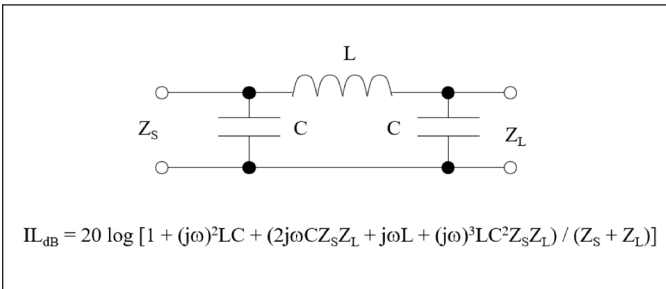 L
Z_S C C Z_L
IL_dB = 20 log [1 + (jω)²LC + (2jωCZ_SZ_L + jωL + (jω)³LC²Z_SZ_L) / (Z_S + Z_L)]